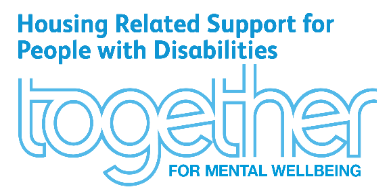 Housing Related Support for
People with Disabilities
together
FOR MENTAL WELLBEING